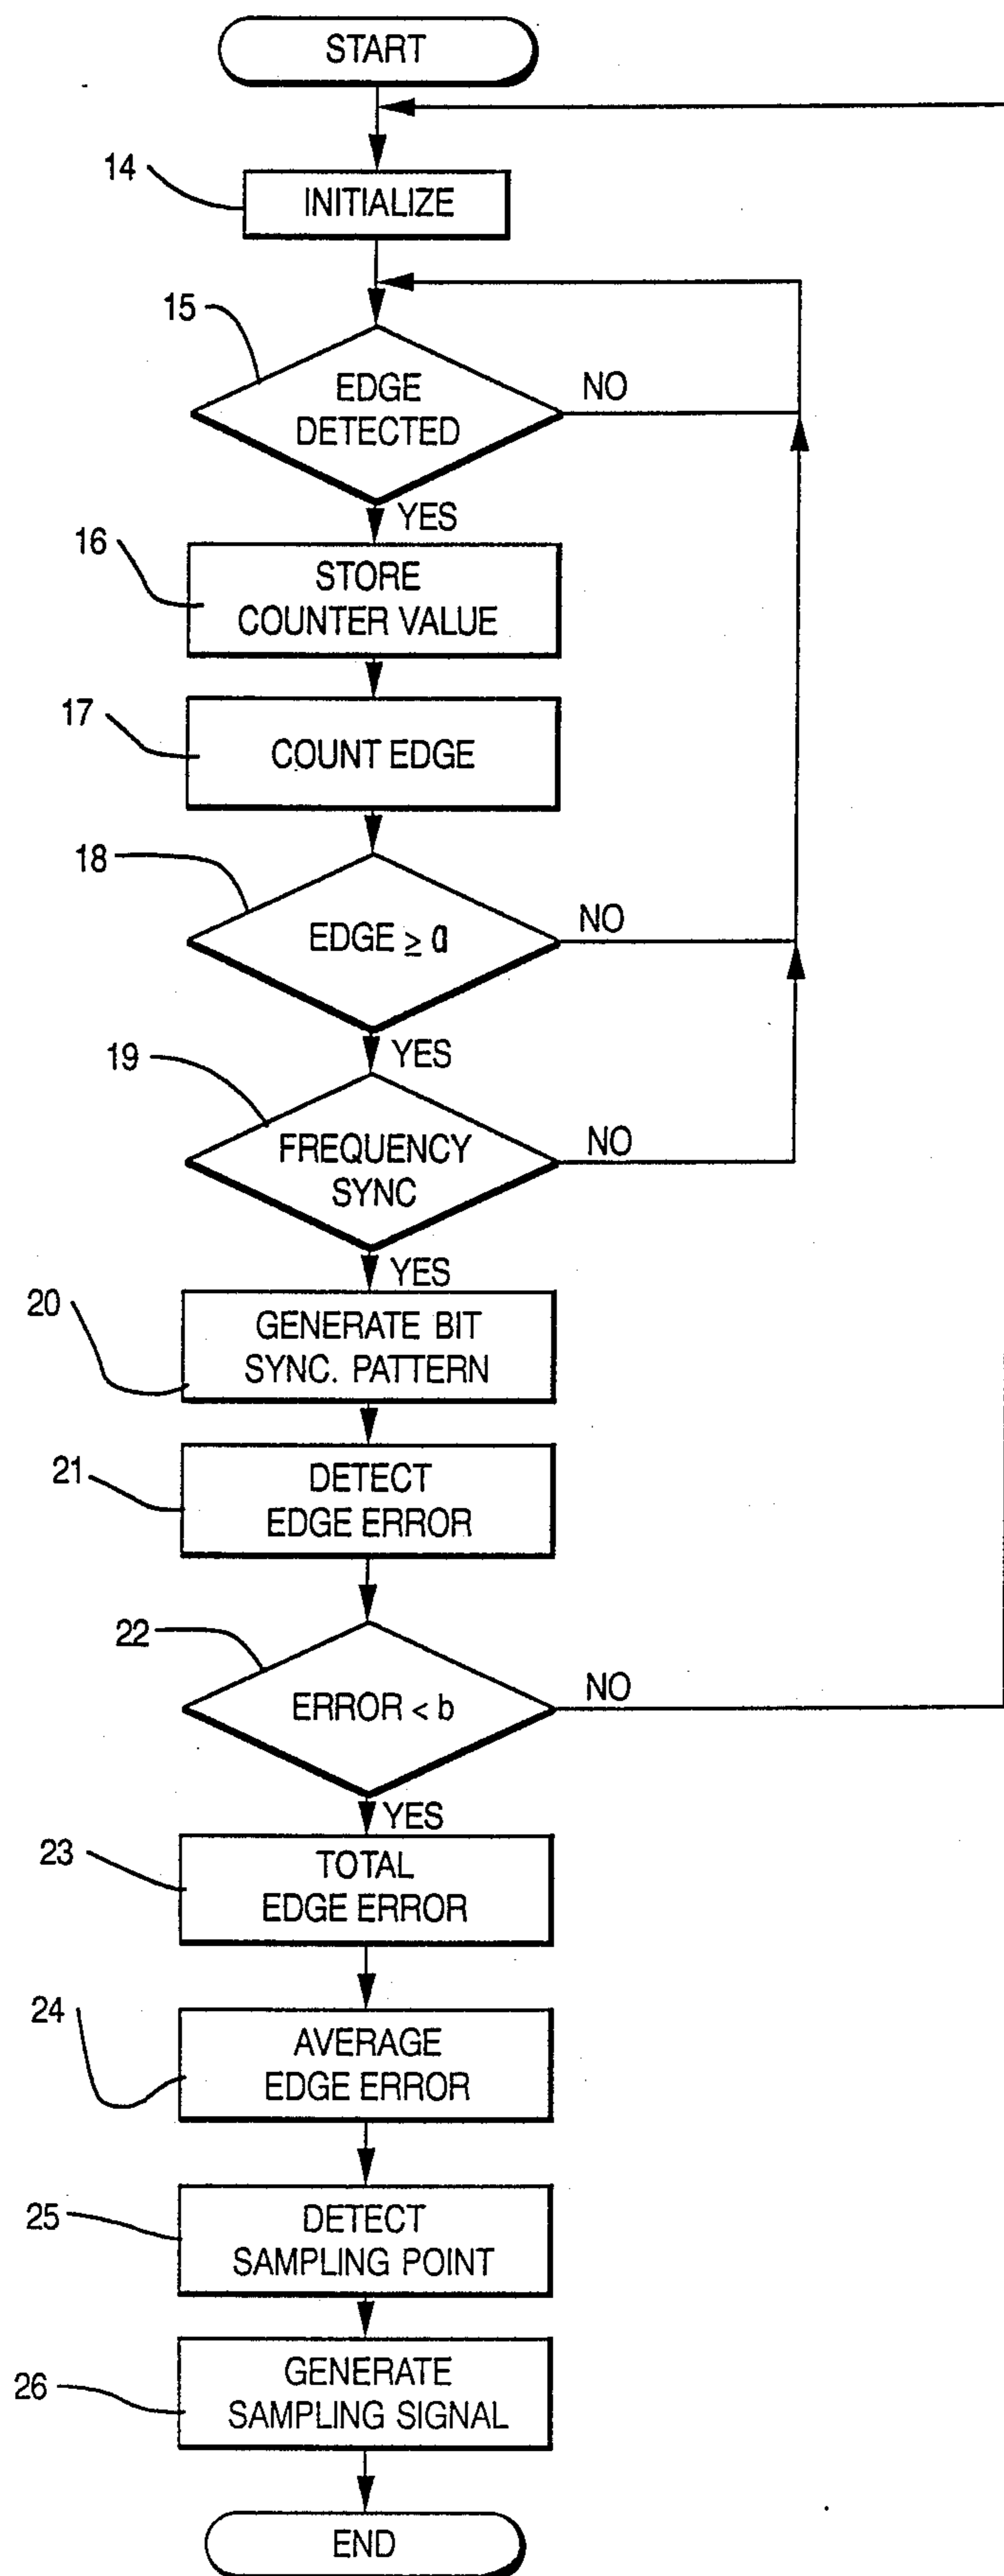 START
14
INITIALIZE
15
EDGE
DETECTED
NO
YES
16
STORE
COUNTER VALUE
17
COUNT EDGE
18
EDGE ≥ a
NO
YES
19
FREQUENCY
SYNC
NO
YES
20
GENERATE BIT
SYNC. PATTERN
21
DETECT
EDGE ERROR
22
ERROR < b
NO
YES
23
TOTAL
EDGE ERROR
24
AVERAGE
EDGE ERROR
25
DETECT
SAMPLING POINT
26
GENERATE
SAMPLING SIGNAL
END